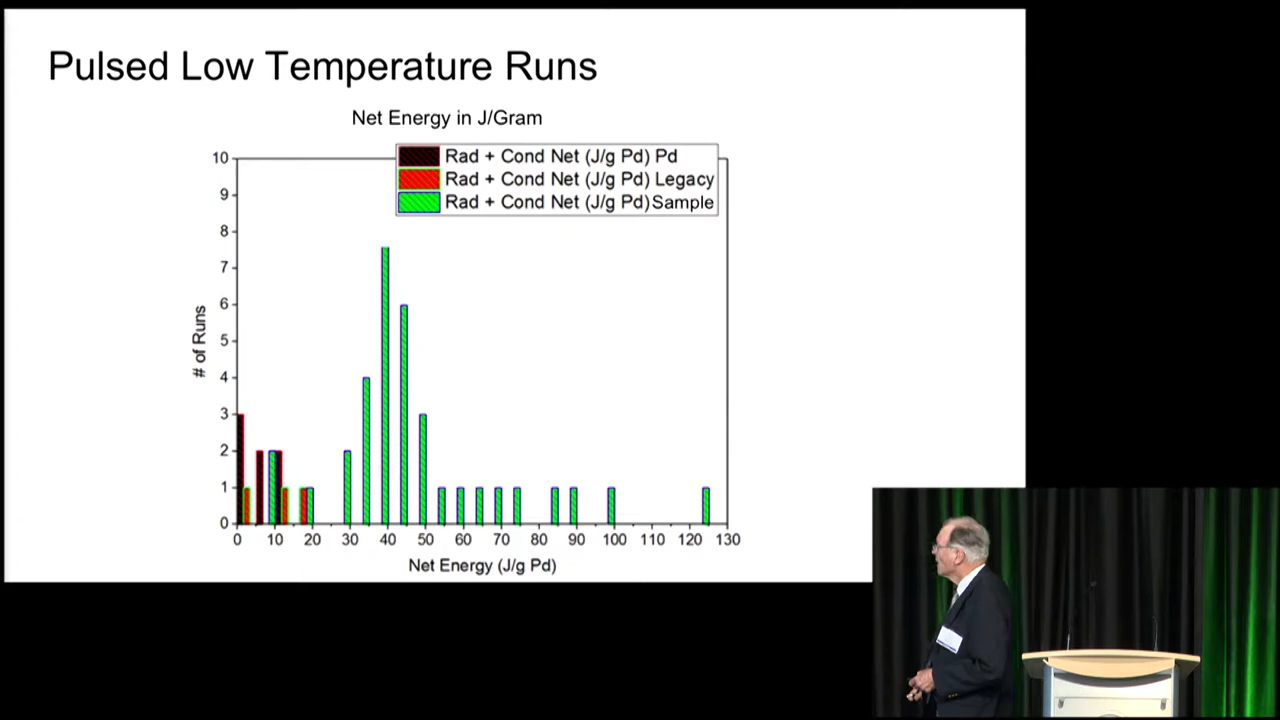 Pulsed Low Temperature Runs
Net Energy in J/Gram
Rad + Cond Net (J/g Pd) Pd
Rad + Cond Net (J/g Pd) Legacy
Rad + Cond Net (J/g Pd) Sample
# of Runs
10
9
8
7
6
5
4
3
2
1
0
0 10 20 30 40 50 60 70 80 90 100 110 120 130
Net Energy (J/g Pd)